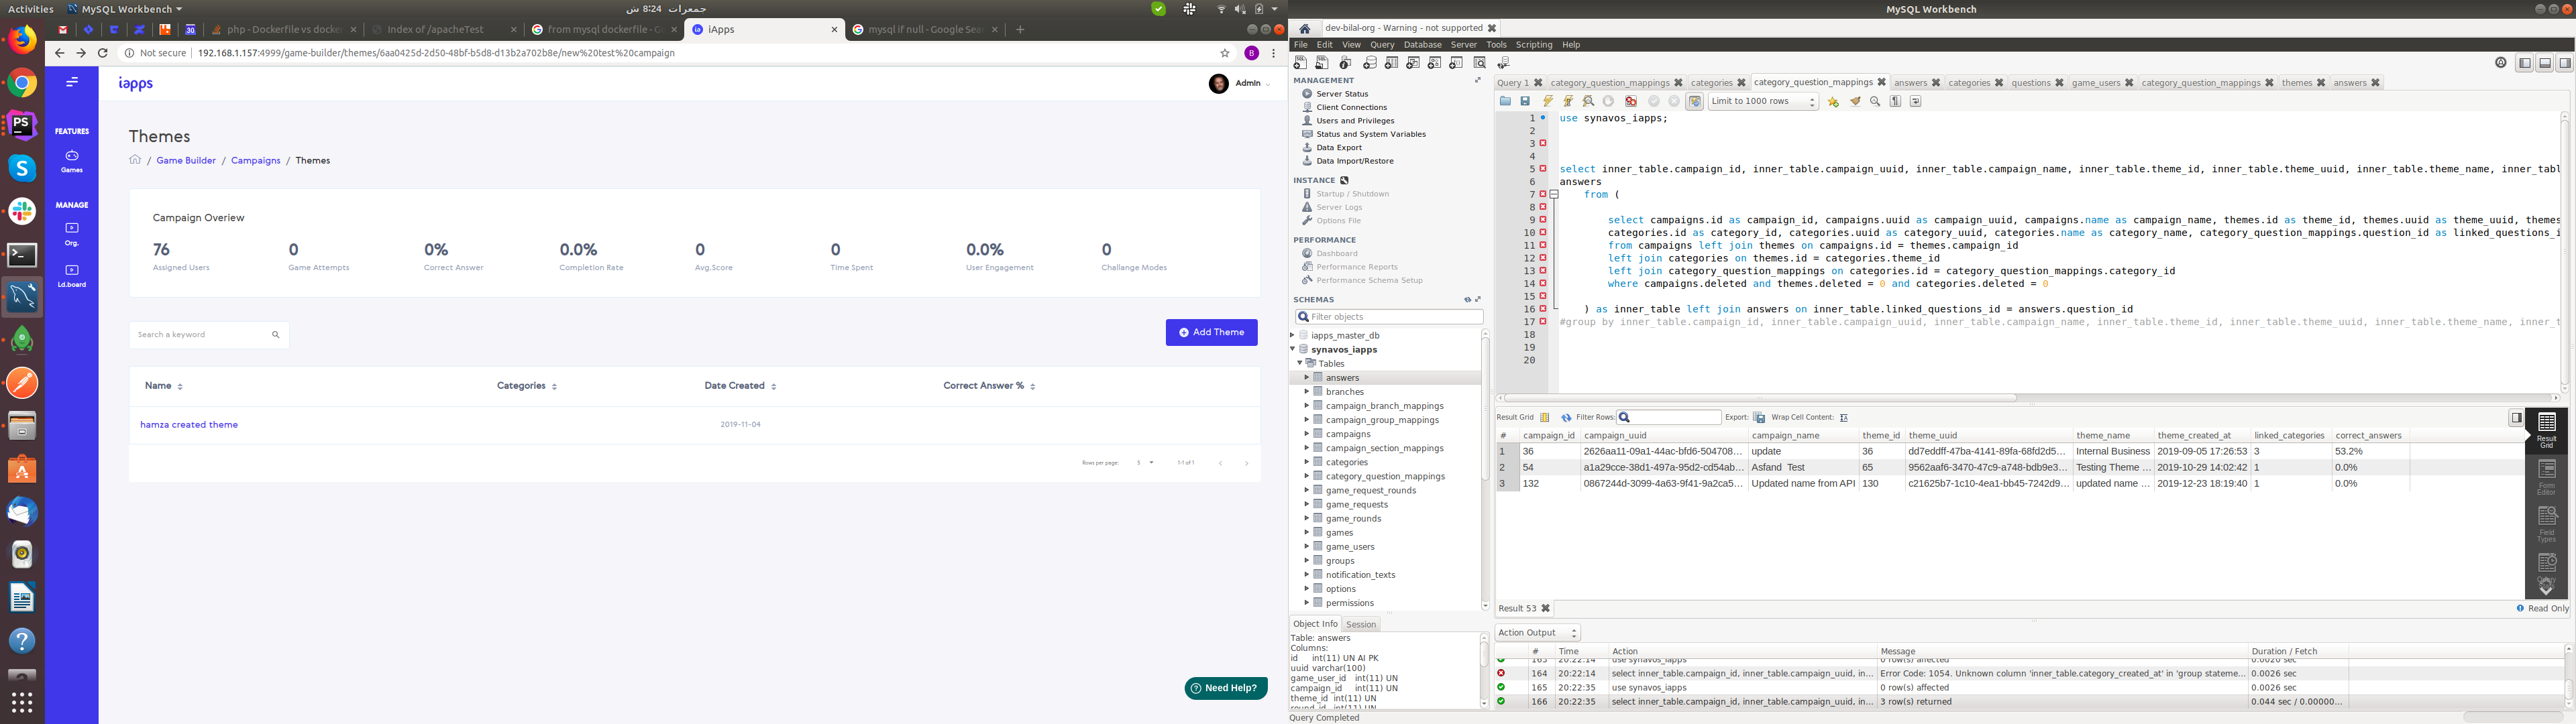 Activities
MySQL Workbench
جمعرات 8:24 ش
php - Dockerfile vs docke
Index of /apacheTest
from mysql dockerfile - Go
iApps
mysql if null - Google Sea
Not secure
192.168.1.157:4999/game-builder/themes/6aa0425d-2d50-48bf-b5d8-d13b2a702b8e/new%20test%20campaign
iapps
Admin
FEATURES
Games
MANAGE
Org.
Ld.board
Themes
/ Game Builder / Campaigns / Themes
Campaign Overiew
76 0 0% 0.0% 0 0 0.0% 0
Assigned Users Game Attempts Correct Answer Completion Rate Avg.Score Time Spent User Engagement Challange Modes
Search a keyword
Add Theme
Name Categories Date Created Correct Answer %
hamza created theme 2019-11-04
Rows per page: 5 1-1 of 1
Need Help?
MySQL Workbench
dev-bilal-org - Warning - not supported
File Edit View Query Database Server Tools Scripting Help
MANAGEMENT
Server Status
Client Connections
Users and Privileges
Status and System Variables
Data Export
Data Import/Restore
INSTANCE
Startup / Shutdown
Server Logs
Options File
PERFORMANCE
Dashboard
Performance Reports
Performance Schema Setup
SCHEMAS
Filter objects
iapps_master_db
synavos_iapps
Tables
answers
branches
campaign_branch_mappings
campaign_group_mappings
campaigns
campaign_section_mappings
categories
category_question_mappings
game_request_rounds
game_requests
game_rounds
games
game_users
groups
notification_texts
options
permissions
Object Info Session
Table: answers
Columns:
id int(11) UN AI PK
uuid varchar(100)
game_user_id int(11) UN
campaign_id int(11) UN
theme_id int(11) UN
round_id int(11) UN
Query Completed
Query 1 category_question_mappings categories category_question_mappings answers categories questions game_users category_question_mappings themes answers
Limit to 1000 rows
1 use synavos_iapps;
2
3
4
5 select inner_table.campaign_id, inner_table.campaign_uuid, inner_table.campaign_name, inner_table.theme_id, inner_table.theme_uuid, inner_table.theme_name, inner_tabl
6 answers
7 from (
8
9 select campaigns.id as campaign_id, campaigns.uuid as campaign_uuid, campaigns.name as campaign_name, themes.id as theme_id, themes.uuid as theme_uuid, themes
10 categories.id as category_id, categories.uuid as category_uuid, categories.name as category_name, category_question_mappings.question_id as linked_questions_i
11 from campaigns left join themes on campaigns.id = themes.campaign_id
12 left join categories on themes.id = categories.theme_id
13 left join category_question_mappings on categories.id = category_question_mappings.category_id
14 where campaigns.deleted and themes.deleted = 0 and categories.deleted = 0
15
16 ) as inner_table left join answers on inner_table.linked_questions_id = answers.question_id
17 #group by inner_table.campaign_id, inner_table.campaign_uuid, inner_table.campaign_name, inner_table.theme_id, inner_table.theme_uuid, inner_table.theme_name, inner_t
18
19
20
Result Grid Filter Rows: Export: Wrap Cell Content:
# campaign_id campaign_uuid campaign_name theme_id theme_uuid theme_name theme_created_at linked_categories correct_answers
1 36 2626aa11-09a1-44ac-bfd6-504708... update 36 dd7eddff-47ba-4141-89fa-68fd2d5... Internal Business 2019-09-05 17:26:53 3 53.2%
2 54 a1a29cce-38d1-497a-95d2-cd54ab... Asfand Test 65 9562aaf6-3470-47c9-a748-bdb9e3... Testing Theme ... 2019-10-29 14:02:42 1 0.0%
3 132 0867244d-3099-4a63-9f41-9a2ca5... Updated name from API 130 c21625b7-1c10-4ea1-bb45-7242d9... updated name ... 2019-12-23 18:19:40 1 0.0%
Result Grid
Form Editor
Field Types
Query
Result 53
Read Only
Action Output
# Time Action Message Duration / Fetch
163 20:22:14 use synavos_iapps 0 row(s) affected 0.0020 sec
164 20:22:14 select inner_table.campaign_id, inner_table.campaign_uuid, in... Error Code: 1054. Unknown column 'inner_table.category_created_at' in 'group stateme... 0.0026 sec
165 20:22:35 use synavos_iapps 0 row(s) affected 0.0026 sec
166 20:22:35 select inner_table.campaign_id, inner_table.campaign_uuid, in... 3 row(s) returned 0.044 sec / 0.00000...